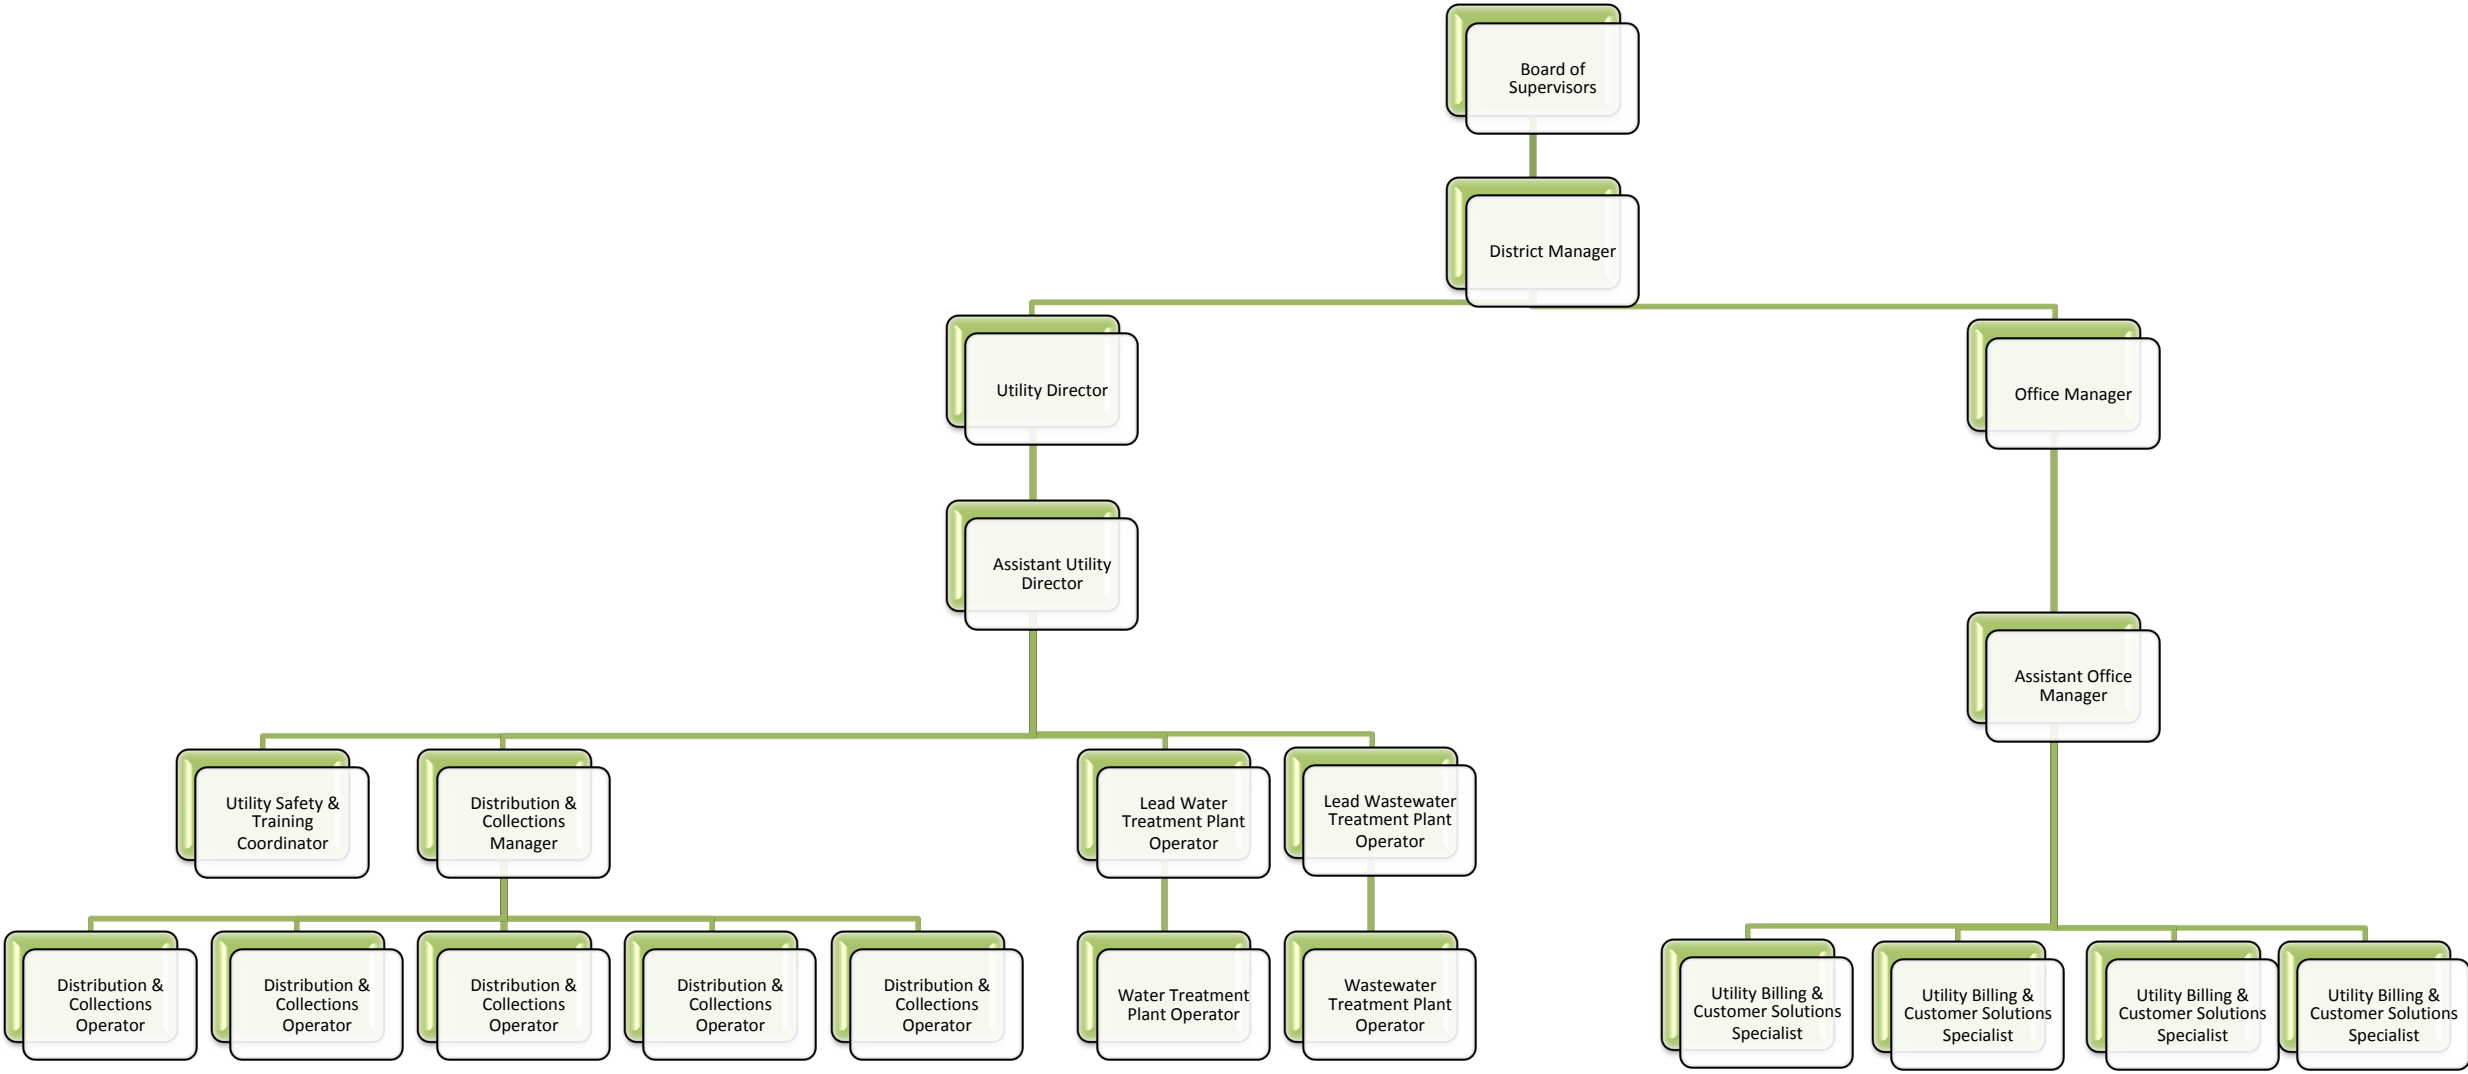 Board of
Supervisors
District Manager
Utility Director
Office Manager
Assistant Utility
Director
Assistant Office
Manager
Utility Safety &
Training
Coordinator
Distribution &
Collections
Manager
Lead Water
Treatment Plant
Operator
Lead Wastewater
Treatment Plant
Operator
Distribution &
Collections
Operator
Distribution &
Collections
Operator
Distribution &
Collections
Operator
Distribution &
Collections
Operator
Distribution &
Collections
Operator
Water Treatment
Plant Operator
Wastewater
Treatment Plant
Operator
Utility Billing &
Customer Solutions
Specialist
Utility Billing &
Customer Solutions
Specialist
Utility Billing &
Customer Solutions
Specialist
Utility Billing &
Customer Solutions
Specialist